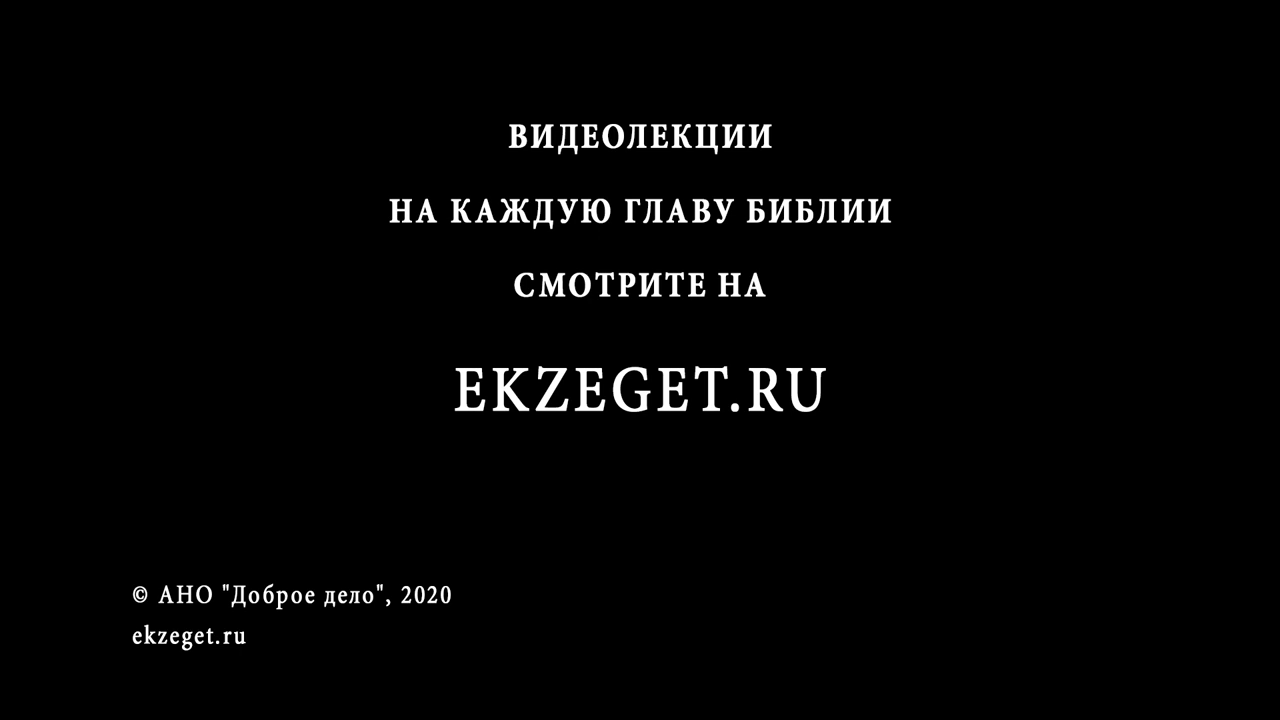 ВИДЕОЛЕКЦИИ
НА КАЖДУЮ ГЛАВУ БИБЛИИ
СМОТРИТЕ НА
EKZEGET.RU
© АНО "Доброе дело", 2020
ekzeget.ru